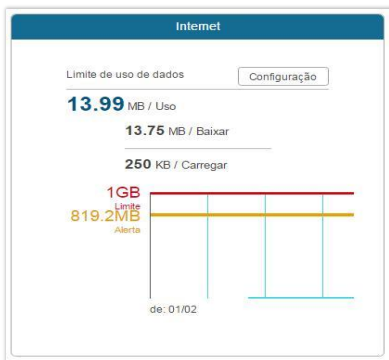 Internet
Limite de uso de dados
Configuração
13.99 MB / Uso
13.75 MB / Baixar
250 KB / Carregar
1GB
Limite
819.2MB
Alerta
de: 01/02